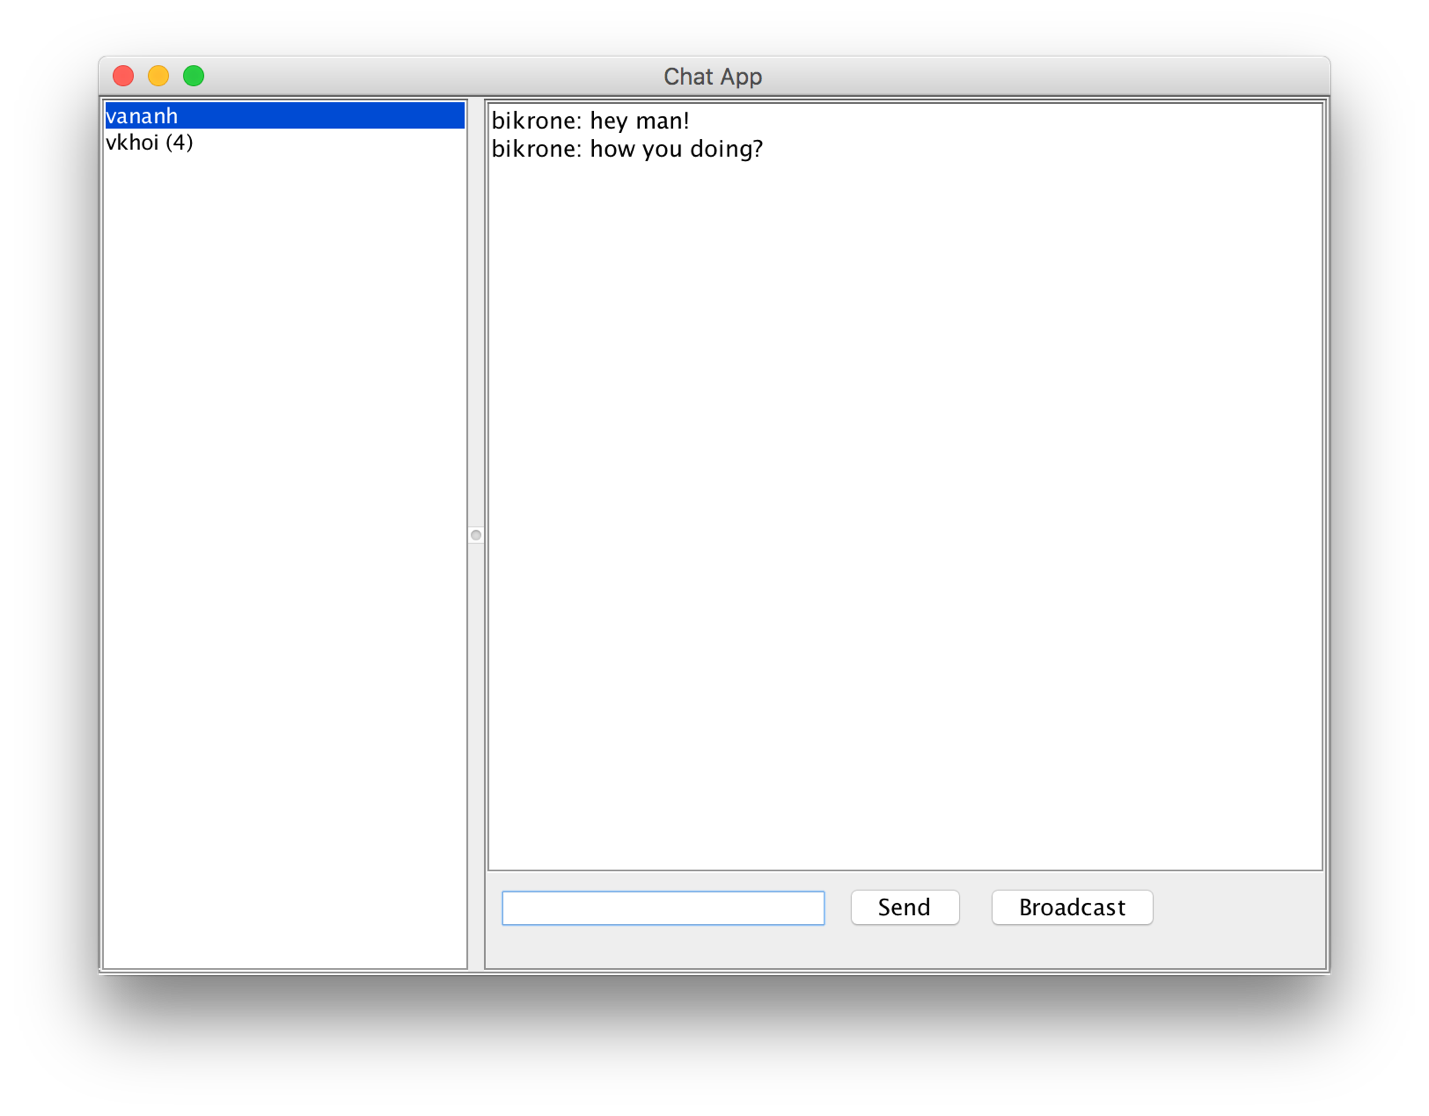 Chat App
vananh
vkhoi (4)
bikrone: hey man!
bikrone: how you doing?
Send
Broadcast